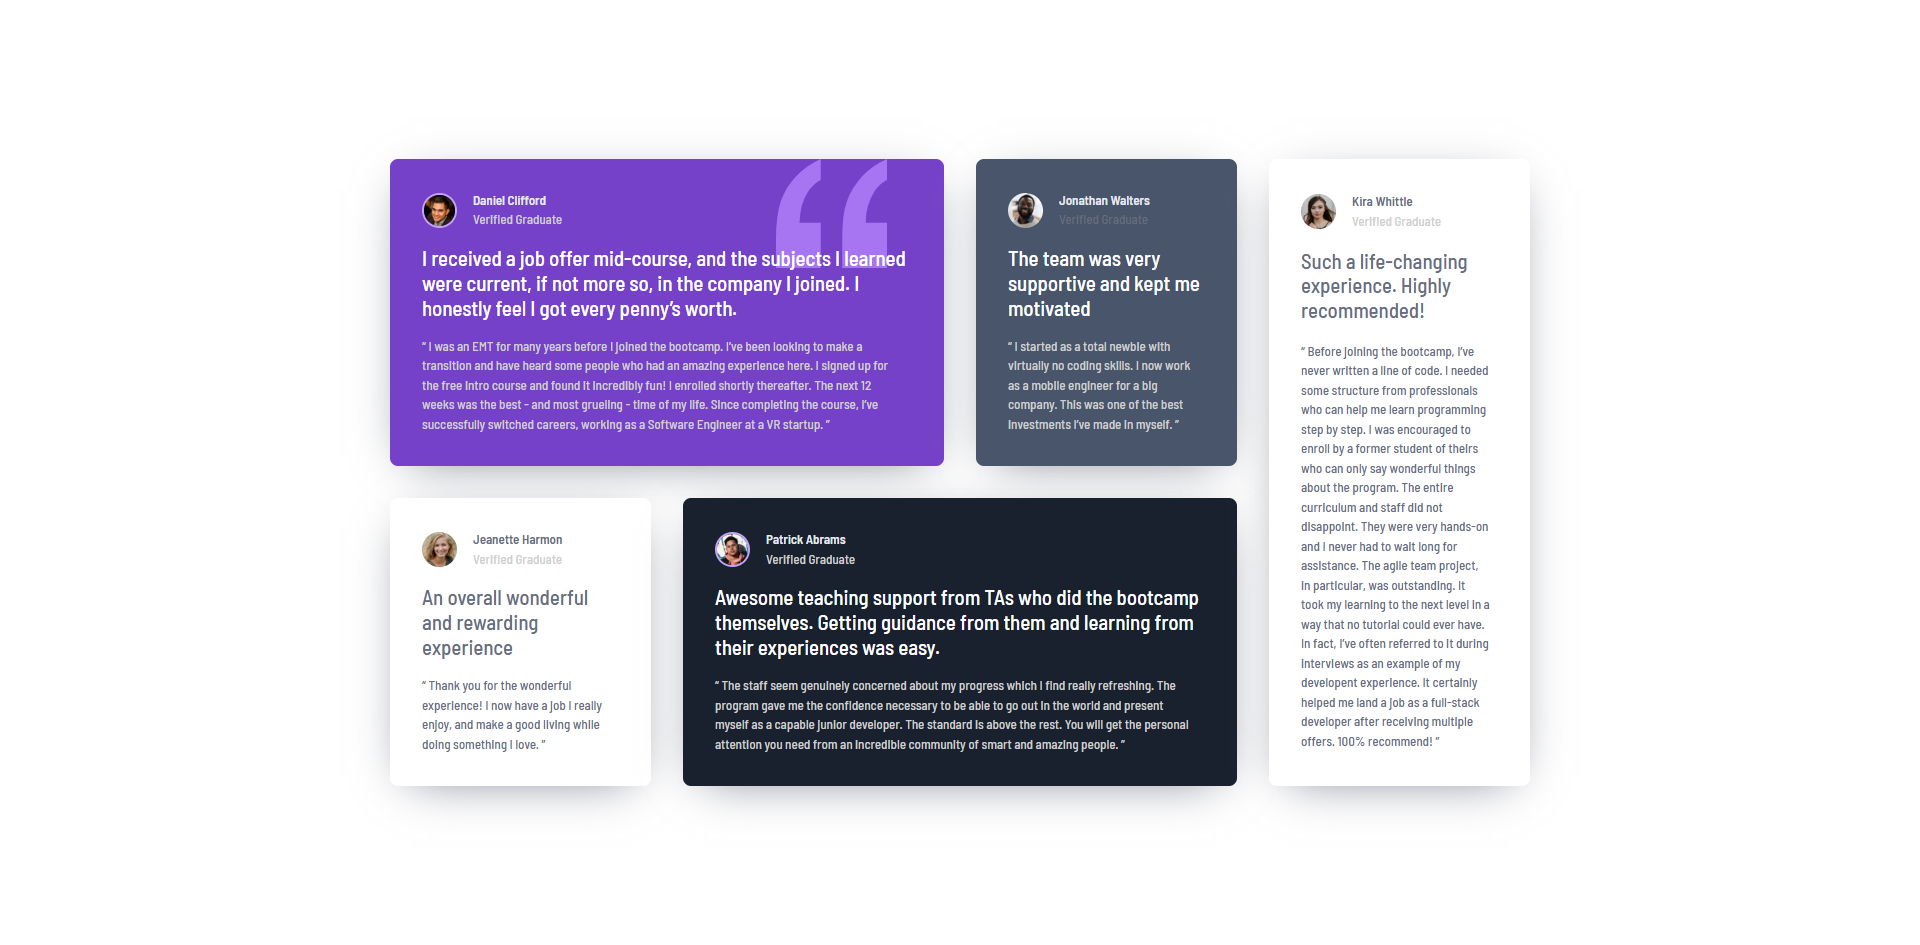 Daniel Clifford
Verified Graduate
I received a job offer mid-course, and the subjects I learned
were current, if not more so, in the company I joined. I
honestly feel I got every penny’s worth.
“ I was an EMT for many years before I joined the bootcamp. I’ve been looking to make a
transition and have heard some people who had an amazing experience here. I signed up for
the free intro course and found it incredibly fun! I enrolled shortly thereafter. The next 12
weeks was the best - and most grueling - time of my life. Since completing the course, I’ve
successfully switched careers, working as a Software Engineer at a VR startup. ”
Jonathan Walters
Verified Graduate
The team was very
supportive and kept me
motivated
“ I started as a total newbie with
virtually no coding skills. I now work
as a mobile engineer for a big
company. This was one of the best
investments I’ve made in myself. ”
Kira Whittle
Verified Graduate
Such a life-changing
experience. Highly
recommended!
“ Before joining the bootcamp, I’ve
never written a line of code. I needed
some structure from professionals
who can help me learn programming
step by step. I was encouraged to
enroll by a former student of theirs
who can only say wonderful things
about the program. The entire
curriculum and staff did not
disappoint. They were very hands-on
and I never had to wait long for
assistance. The agile team project,
in particular, was outstanding. It
took my learning to the next level in a
way that no tutorial could ever have.
In fact, I’ve often referred to it during
interviews as an example of my
developent experience. It certainly
helped me land a job as a full-stack
developer after receiving multiple
offers. 100% recommend! ”
Jeanette Harmon
Verified Graduate
An overall wonderful
and rewarding
experience
“ Thank you for the wonderful
experience! I now have a job I really
enjoy, and make a good living while
doing something I love. ”
Patrick Abrams
Verified Graduate
Awesome teaching support from TAs who did the bootcamp
themselves. Getting guidance from them and learning from
their experiences was easy.
“ The staff seem genuinely concerned about my progress which I find really refreshing. The
program gave me the confidence necessary to be able to go out in the world and present
myself as a capable junior developer. The standard is above the rest. You will get the personal
attention you need from an incredible community of smart and amazing people. ”